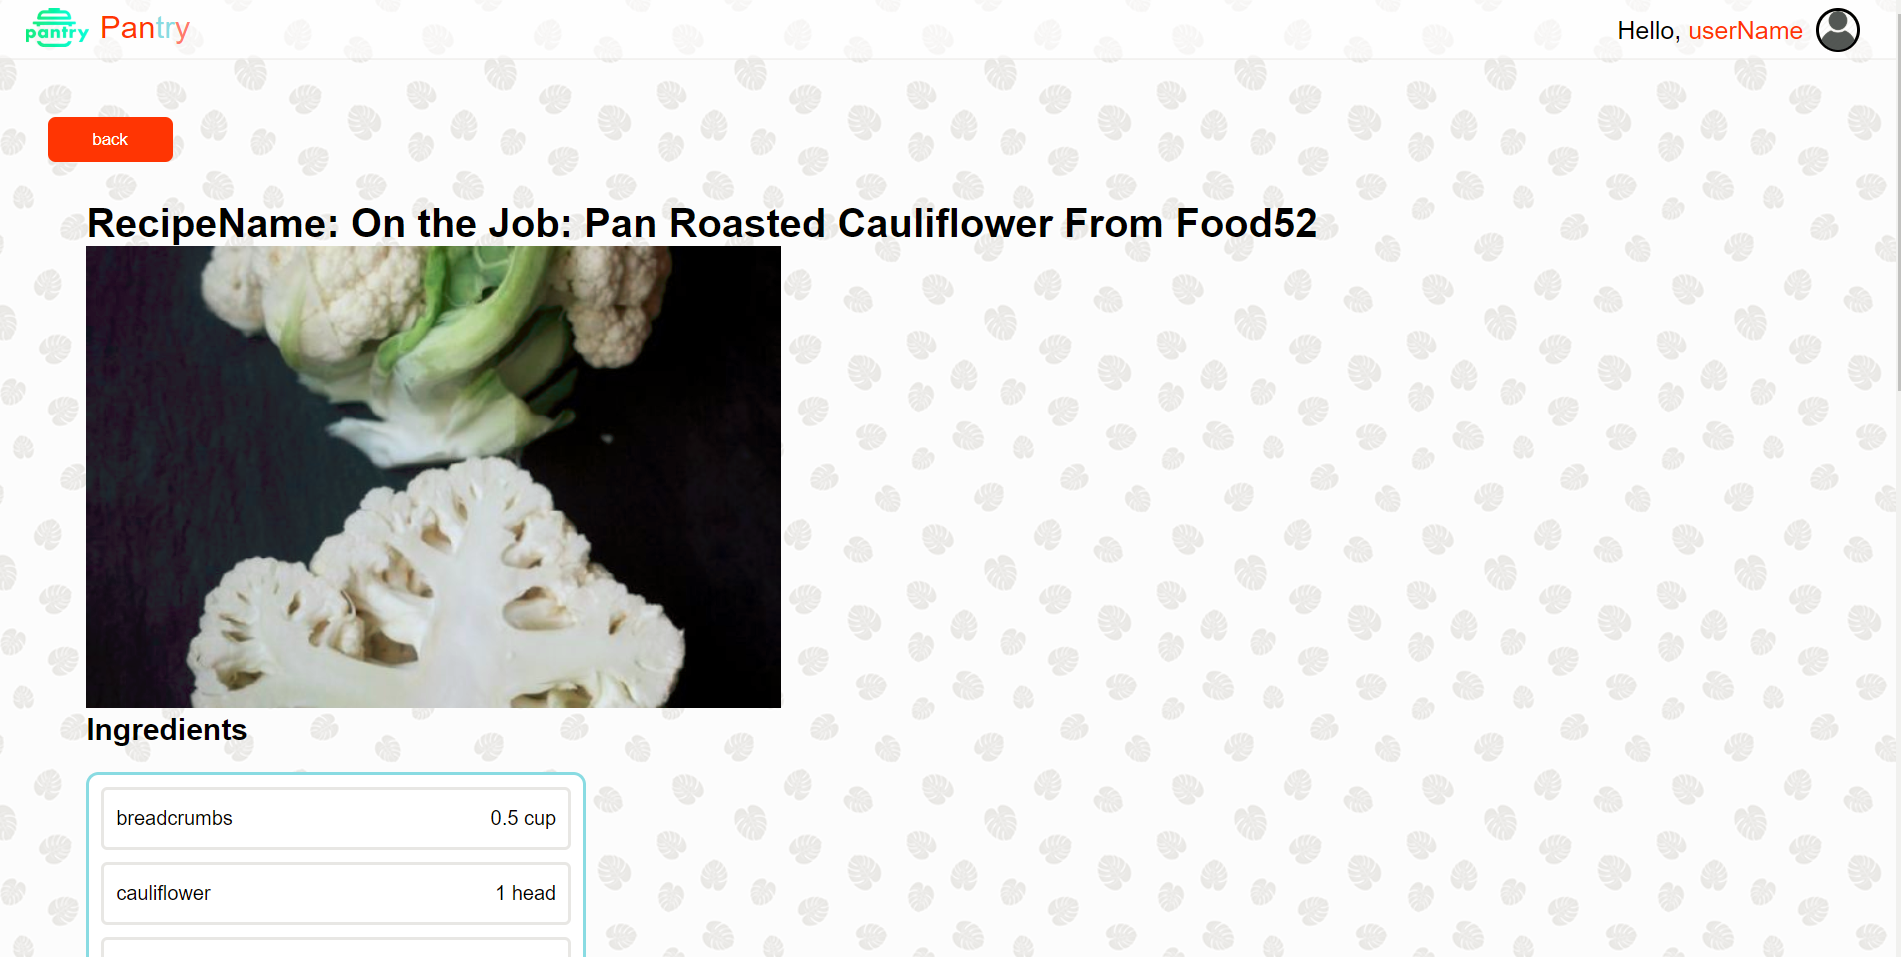 pantry Pantry
Hello, userName
back
RecipeName: On the Job: Pan Roasted Cauliflower From Food52
Ingredients
breadcrumbs 0.5 cup
cauliflower 1 head